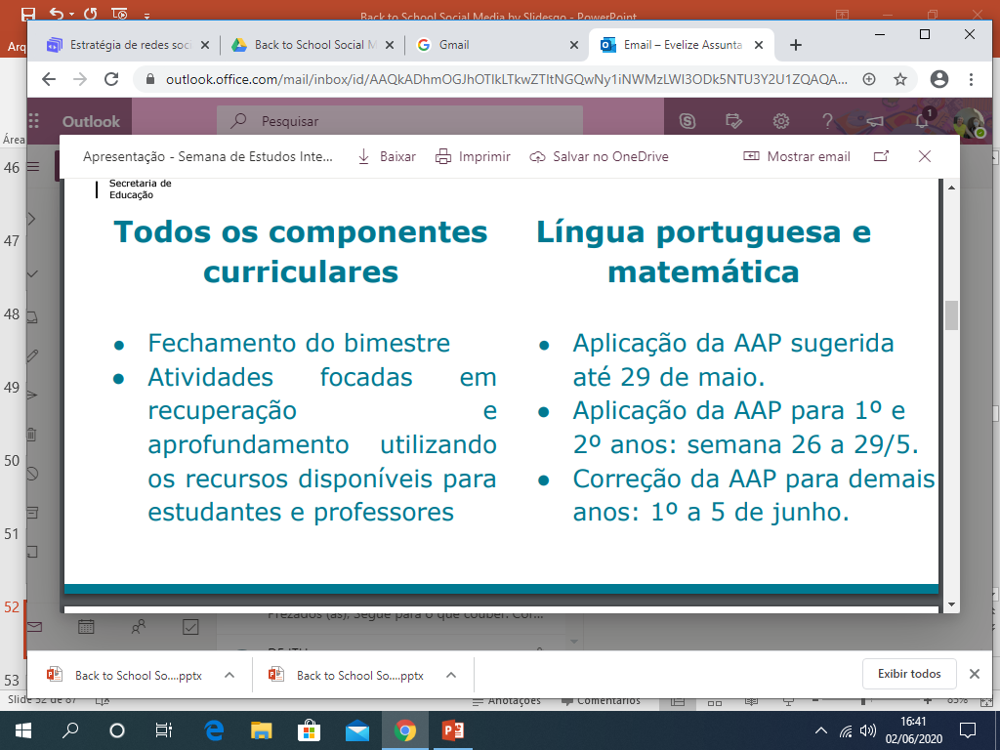 Back to School Social Media by Slidesgo - PowerPoint
Estratégia de redes soci
Back to School Social M
Gmail
Email – Evelize Assunta
Arq
outlook.office.com/mail/inbox/id/AAQkADhmOGJhOTlkLTkwZTItNGQwNy1iNWMzLWI3ODk5NTU3Y2U1ZQAQA...
Outlook
Pesquisar
1
Área
Apresentação - Semana de Estudos Inte...
Baixar
Imprimir
Salvar no OneDrive
Mostrar email
46
47
48
49
50
51
52
53
Secretaria de
Educação
Todos os componentes
curriculares
Fechamento do bimestre
Atividades focadas em
recuperação e
aprofundamento utilizando
os recursos disponíveis para
estudantes e professores
Língua portuguesa e
matemática
Aplicação da AAP sugerida
até 29 de maio.
Aplicação da AAP para 1º e
2º anos: semana 26 a 29/5.
Correção da AAP para demais
anos: 1º a 5 de junho.
Prezados (as), Segue para o que couber. Cor...
Back to School So....pptx
Back to School So....pptx
Exibir todos
Slide 52 de 87
Anotações
Comentários
85%
16:41
02/06/2020